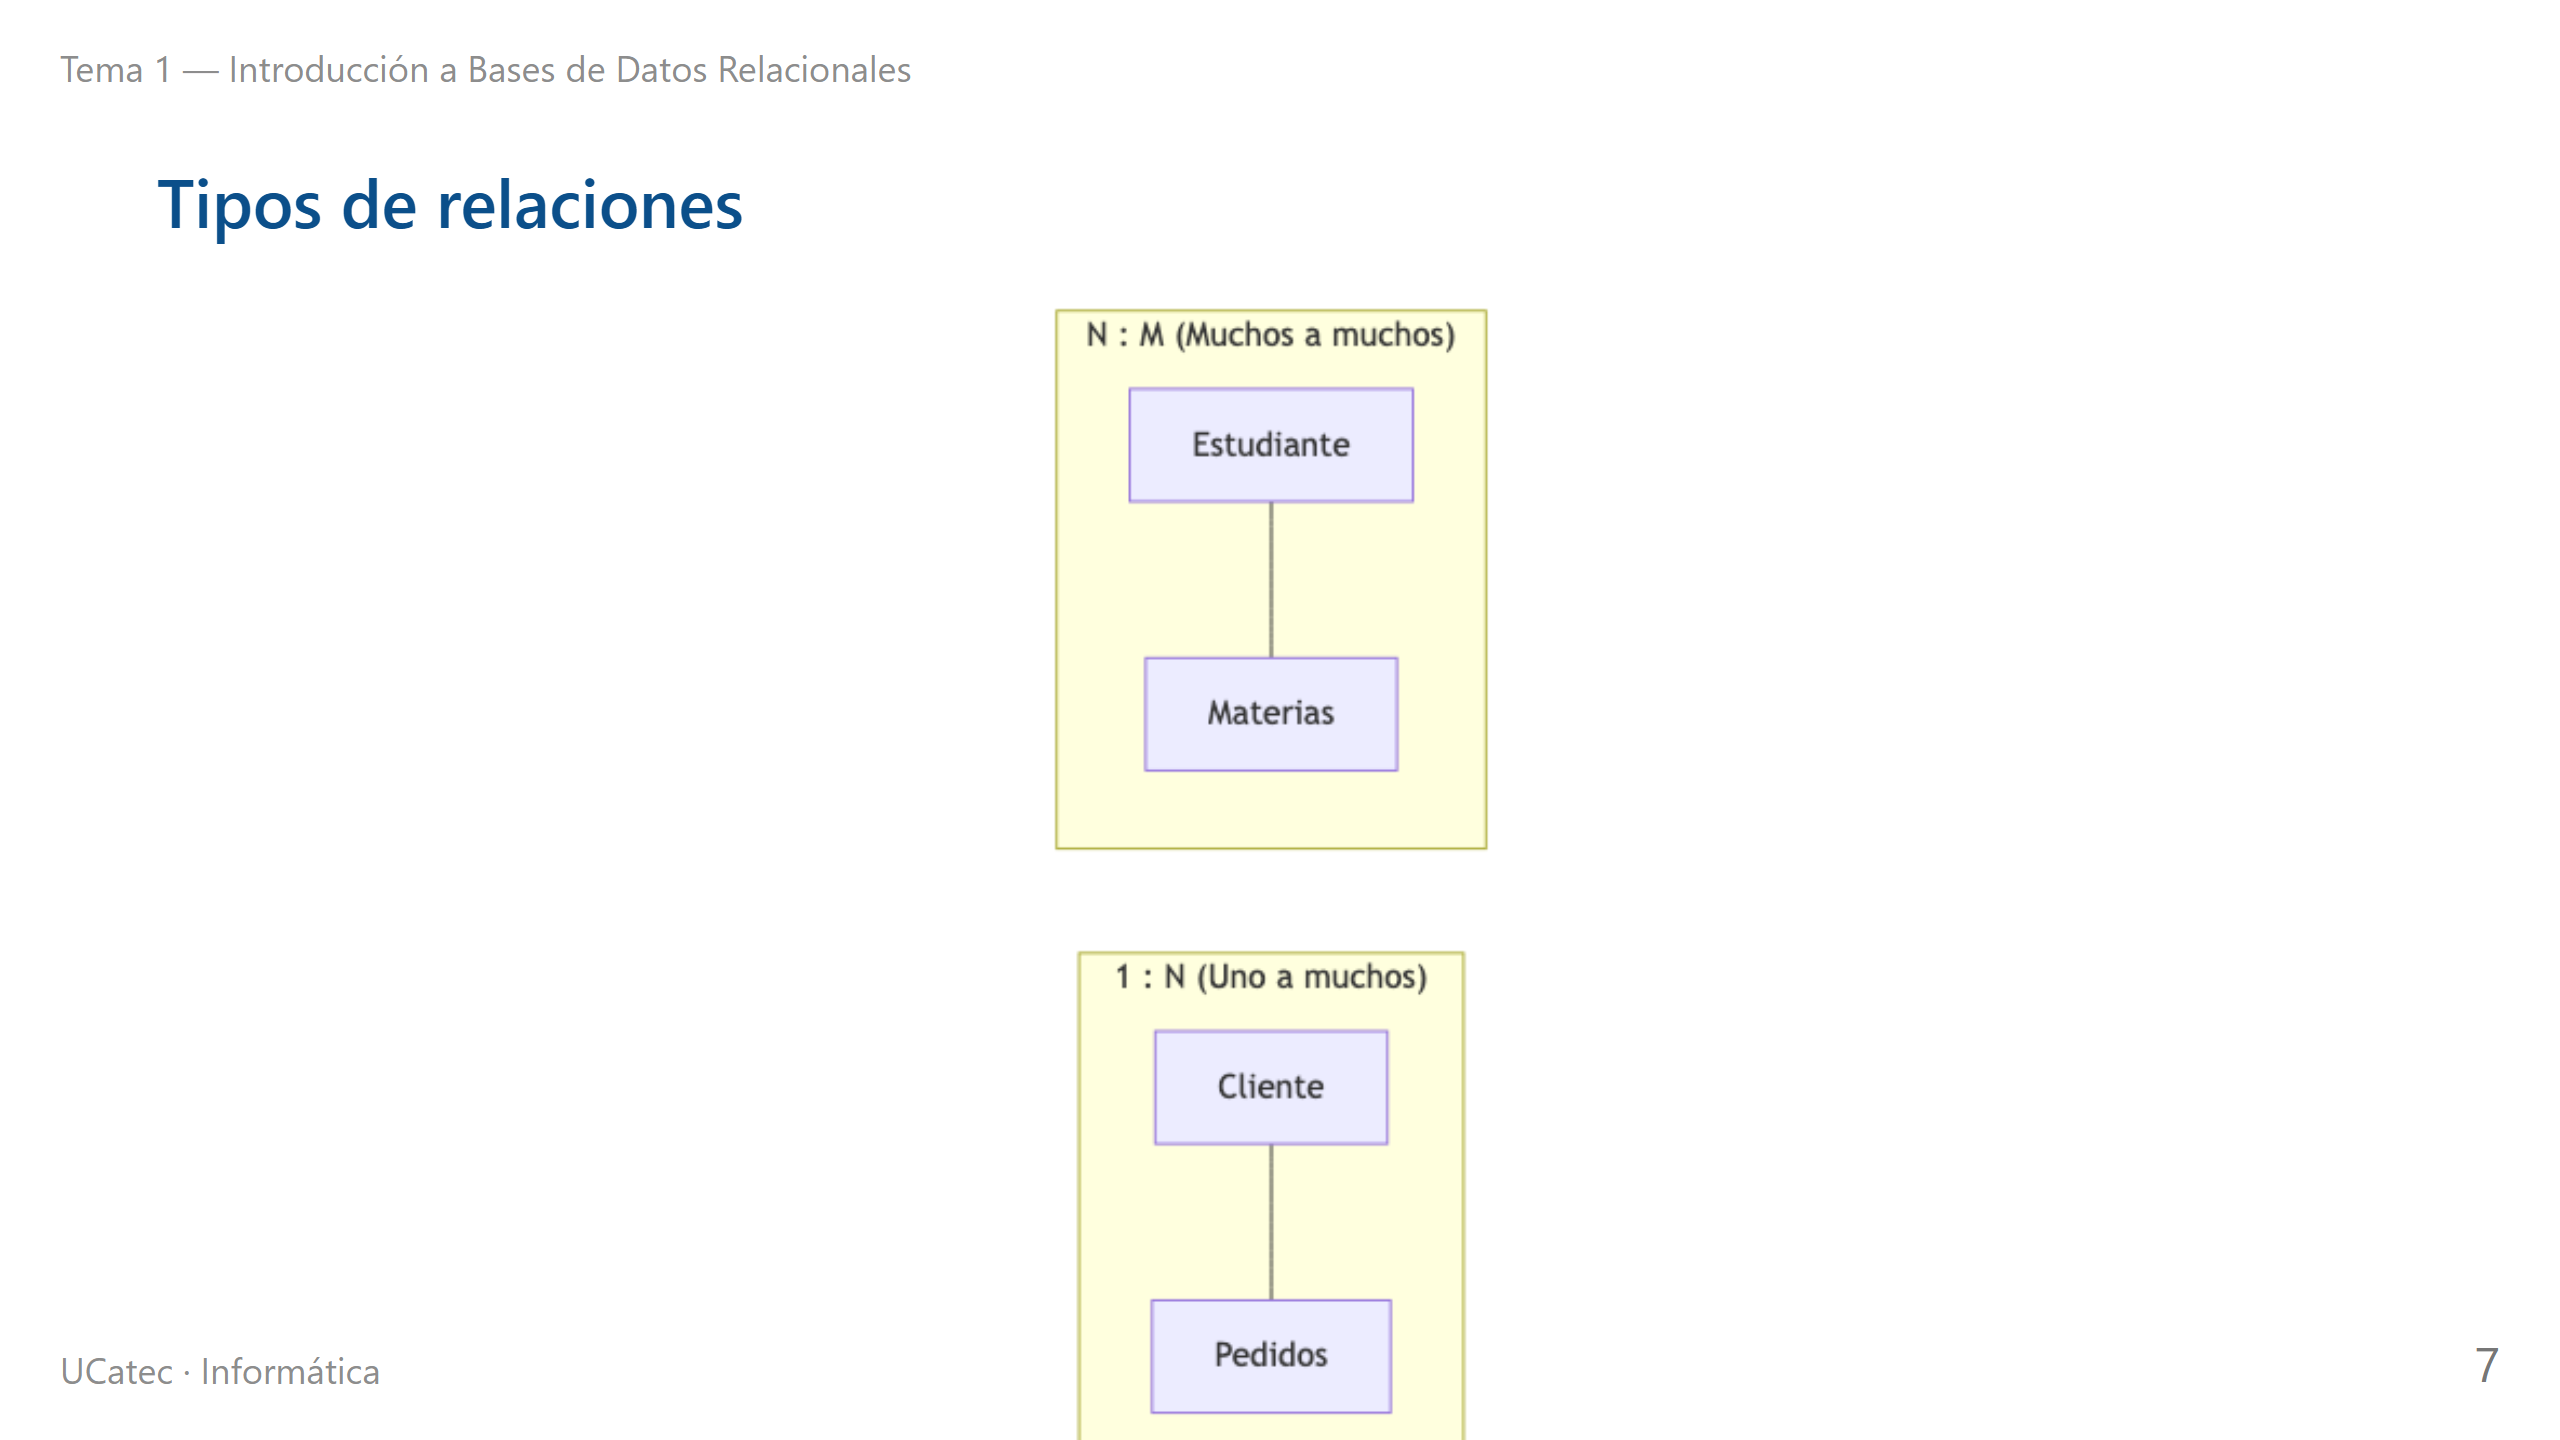 Tema 1 — Introducción a Bases de Datos Relacionales
Tipos de relaciones
N : M (Muchos a muchos)
Estudiante
Materias
1 : N (Uno a muchos)
Cliente
Pedidos
UCatec · Informática
7